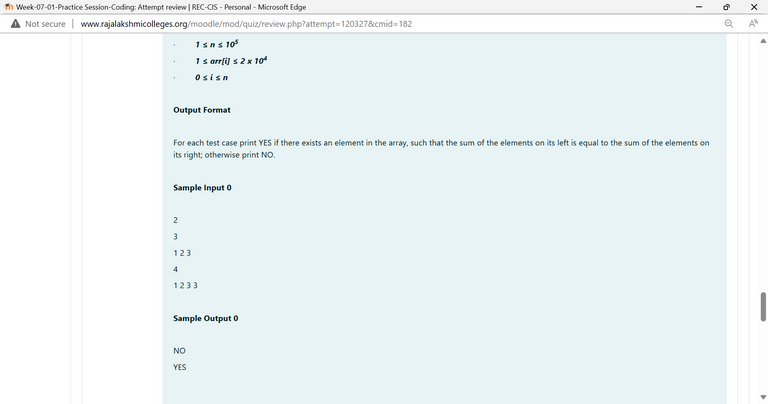 Week-07-01-Practice Session-Coding: Attempt review | REC-CIS - Personal - Microsoft Edge
Not secure | www.rajalakshmicolleges.org/moodle/mod/quiz/review.php?attempt=120327&cmid=182
· 1 ≤ n ≤ 10⁵
· 1 ≤ arr[i] ≤ 2 x 10⁴
· 0 ≤ i ≤ n
Output Format
For each test case print YES if there exists an element in the array, such that the sum of the elements on its left is equal to the sum of the elements on
its right; otherwise print NO.
Sample Input 0
2
3
1 2 3
4
1 2 3 3
Sample Output 0
NO
YES